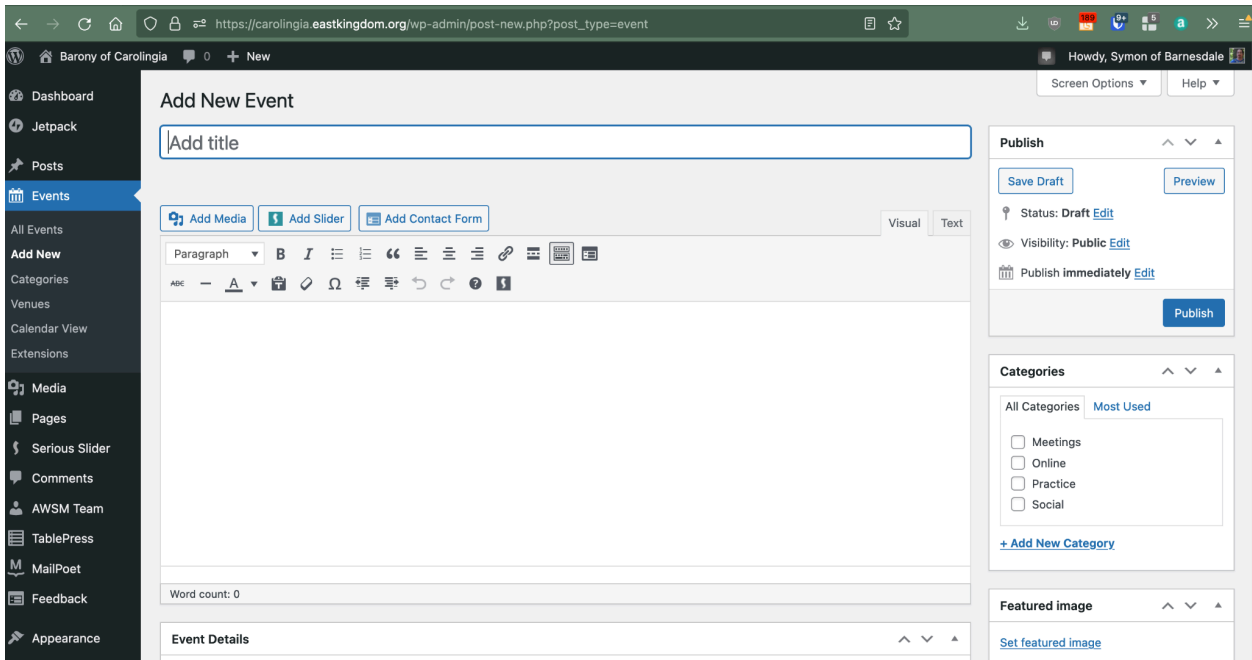 https://carolingia.eastkingdom.org/wp-admin/post-new.php?post_type=event
189
9+
5
a
Barony of Carolingia 0 + New
Howdy, Symon of Barnesdale
Screen Options ▼ Help ▼
Dashboard
Jetpack
Posts
Events
All Events
Add New
Categories
Venues
Calendar View
Extensions
Media
Pages
Serious Slider
Comments
AWSM Team
TablePress
MailPoet
Feedback
Appearance
Add New Event
Add title
Add Media Add Slider Add Contact Form
Visual Text
Paragraph B I
ABC A Ω
Word count: 0
Event Details
Publish
Save Draft Preview
Status: Draft Edit
Visibility: Public Edit
Publish immediately Edit
Publish
Categories
All Categories Most Used
Meetings
Online
Practice
Social
+ Add New Category
Featured image
Set featured image